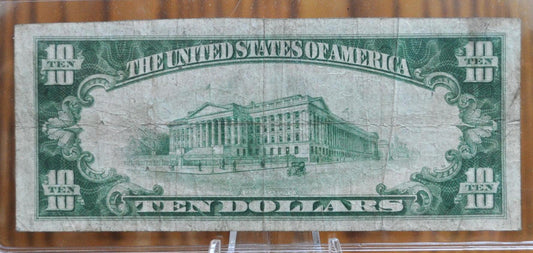 10 THE UNITED STATES OF AMERICA 10
TEN TEN
10 10
10 10
TEN TEN
10 TEN DOLLARS 10